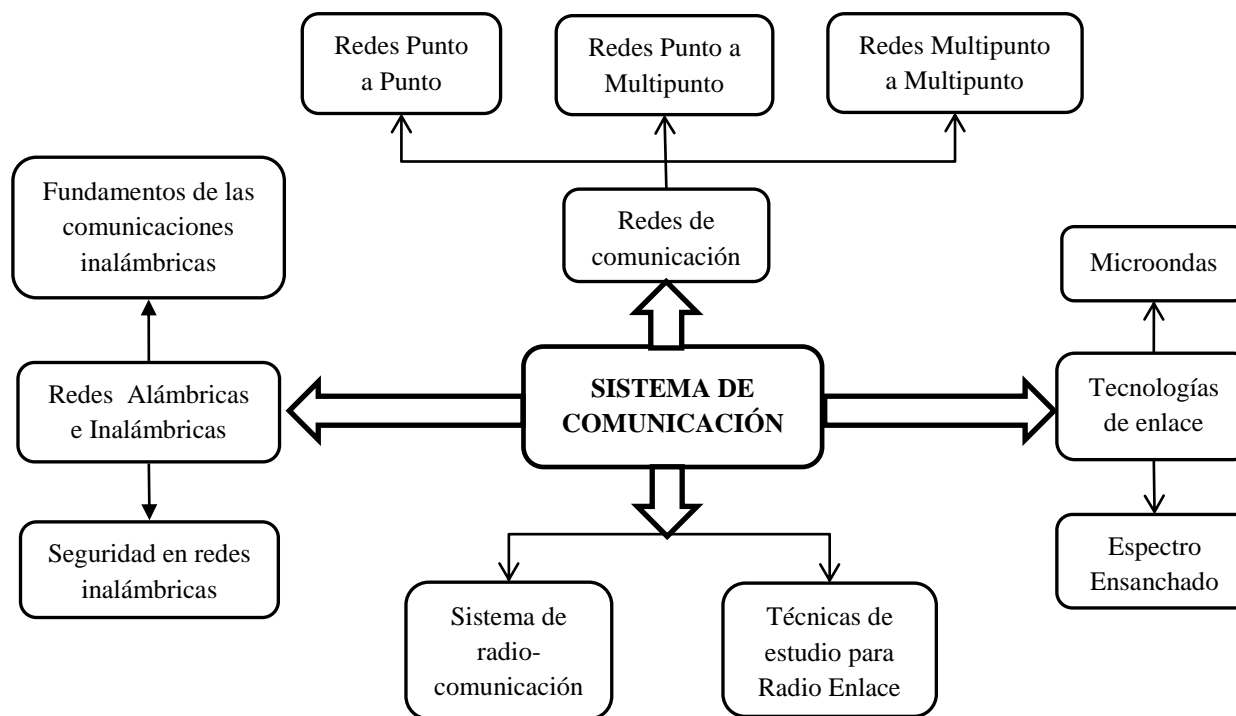 Redes Punto
a Punto
Redes Punto a
Multipunto
Redes Multipunto
a Multipunto
Fundamentos de las
comunicaciones
inalámbricas
Redes de
comunicación
Microondas
Redes Alámbricas
e Inalámbricas
SISTEMA DE
COMUNICACIÓN
Tecnologías
de enlace
Seguridad en redes
inalámbricas
Sistema de
radio-
comunicación
Técnicas de
estudio para
Radio Enlace
Espectro
Ensanchado